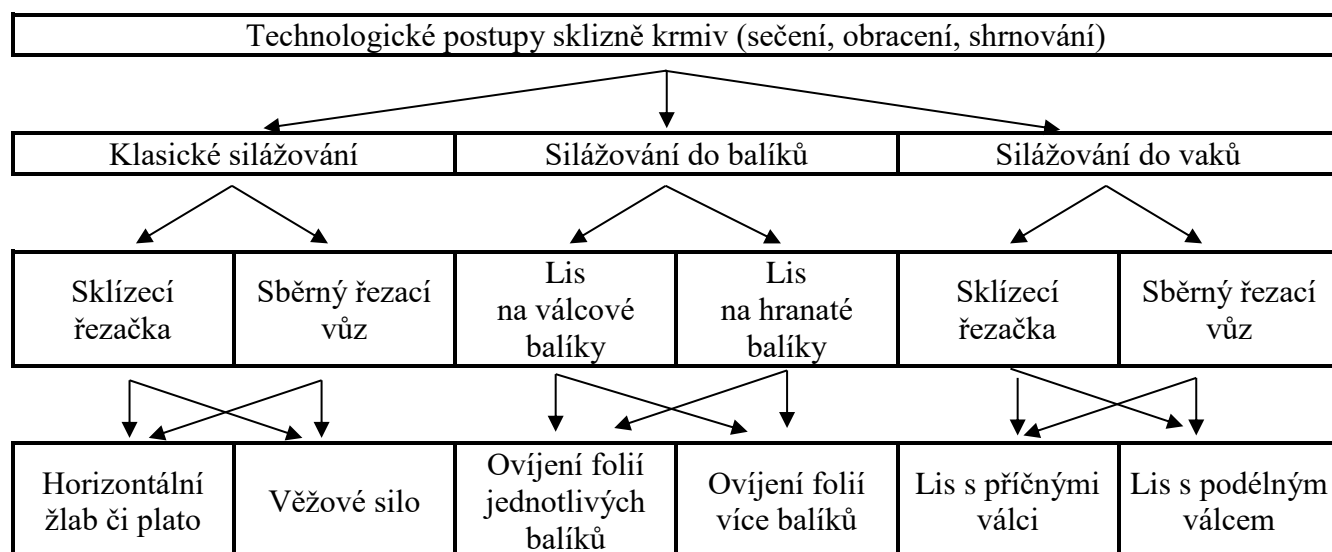 Technologické postupy sklizně krmiv (sečení, obracení, shrnování)
Klasické silážování
Silážování do balíků
Silážování do vaků
Sklízecí
řezačka
Sběrný řezací
vůz
Lis
na válcové
balíky
Lis
na hranaté
balíky
Sklízecí
řezačka
Sběrný řezací
vůz
Horizontální
žlab či plato
Věžové silo
Ovíjení folií
jednotlivých
balíků
Ovíjení folií
více balíků
Lis s příčnými
válci
Lis s podélným
válcem